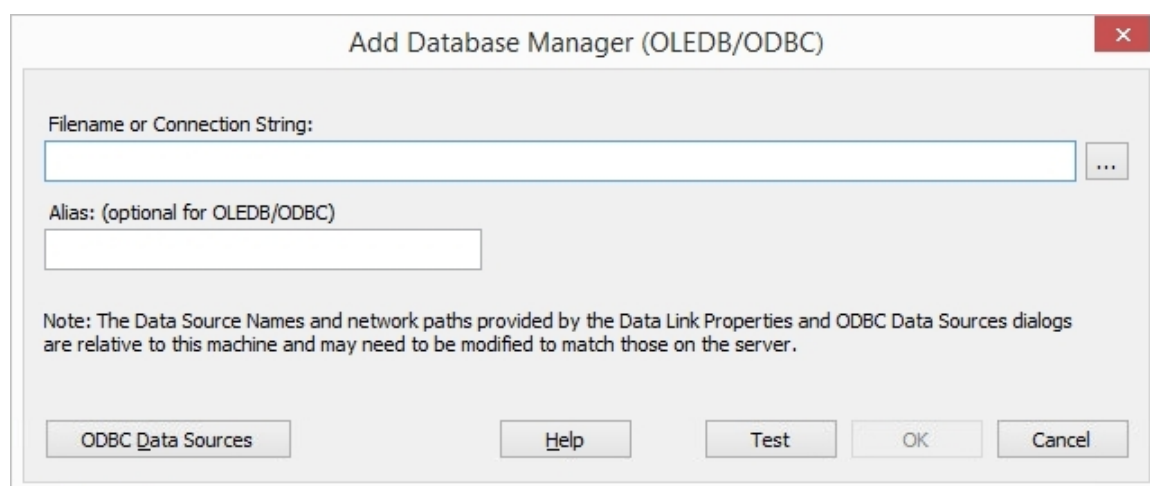 Add Database Manager (OLEDB/ODBC)
Filename or Connection String:
...
Alias: (optional for OLEDB/ODBC)
Note: The Data Source Names and network paths provided by the Data Link Properties and ODBC Data Sources dialogs
are relative to this machine and may need to be modified to match those on the server.
ODBC Data Sources Help Test OK Cancel